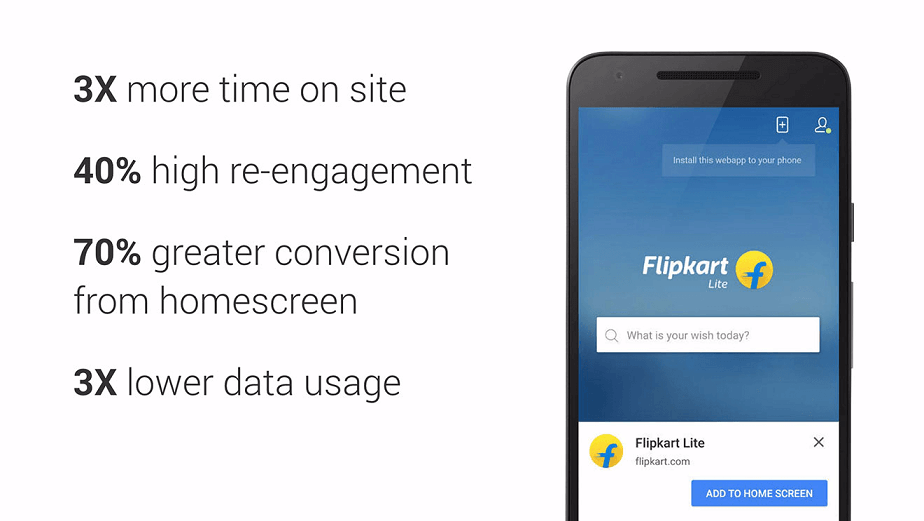 3X more time on site
40% high re-engagement
70% greater conversion
from homescreen
3X lower data usage
Install this webapp to your phone
Flipkart
Lite
What is your wish today?
Flipkart Lite
flipkart.com
ADD TO HOME SCREEN